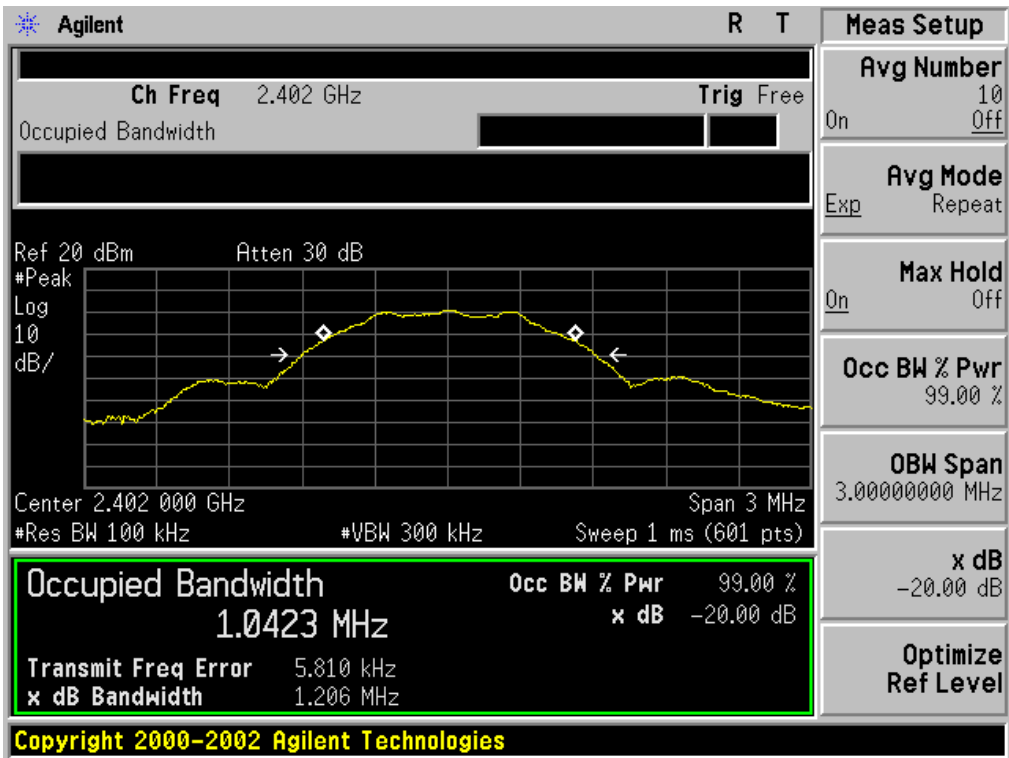 Agilent R T
Ch Freq 2.402 GHz Trig Free
Occupied Bandwidth
Ref 20 dBm Atten 30 dB
#Peak
Log
10
dB/
Center 2.402 000 GHz Span 3 MHz
#Res BW 100 kHz #VBW 300 kHz Sweep 1 ms (601 pts)
Occupied Bandwidth Occ BW % Pwr 99.00 %
1.0423 MHz x dB -20.00 dB
Transmit Freq Error 5.810 kHz
x dB Bandwidth 1.206 MHz
Copyright 2000-2002 Agilent Technologies
Meas Setup
Avg Number
10
On Off
Avg Mode
Exp Repeat
Max Hold
On Off
Occ BW % Pwr
99.00 %
OBW Span
3.00000000 MHz
x dB
-20.00 dB
Optimize
Ref Level